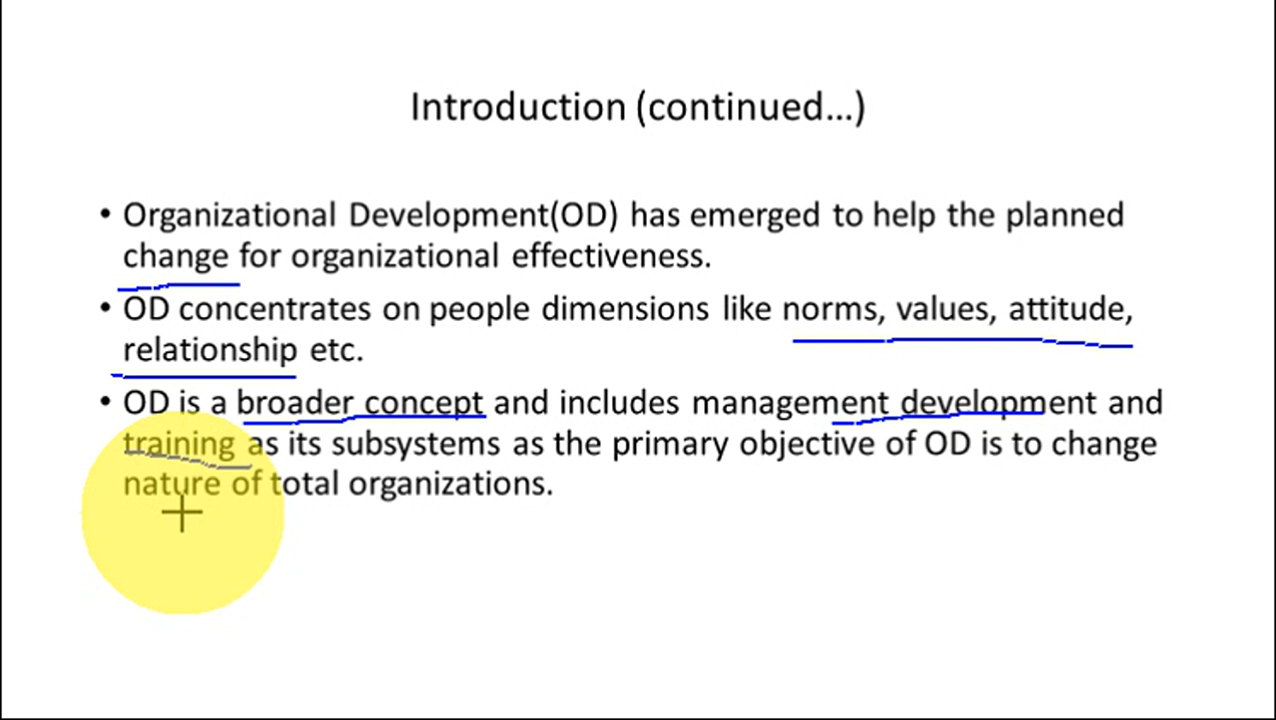 Introduction (continued...)
• Organizational Development(OD) has emerged to help the planned
change for organizational effectiveness.
• OD concentrates on people dimensions like norms, values, attitude,
relationship etc.
• OD is a broader concept and includes management development and
training as its subsystems as the primary objective of OD is to change
nature of total organizations.